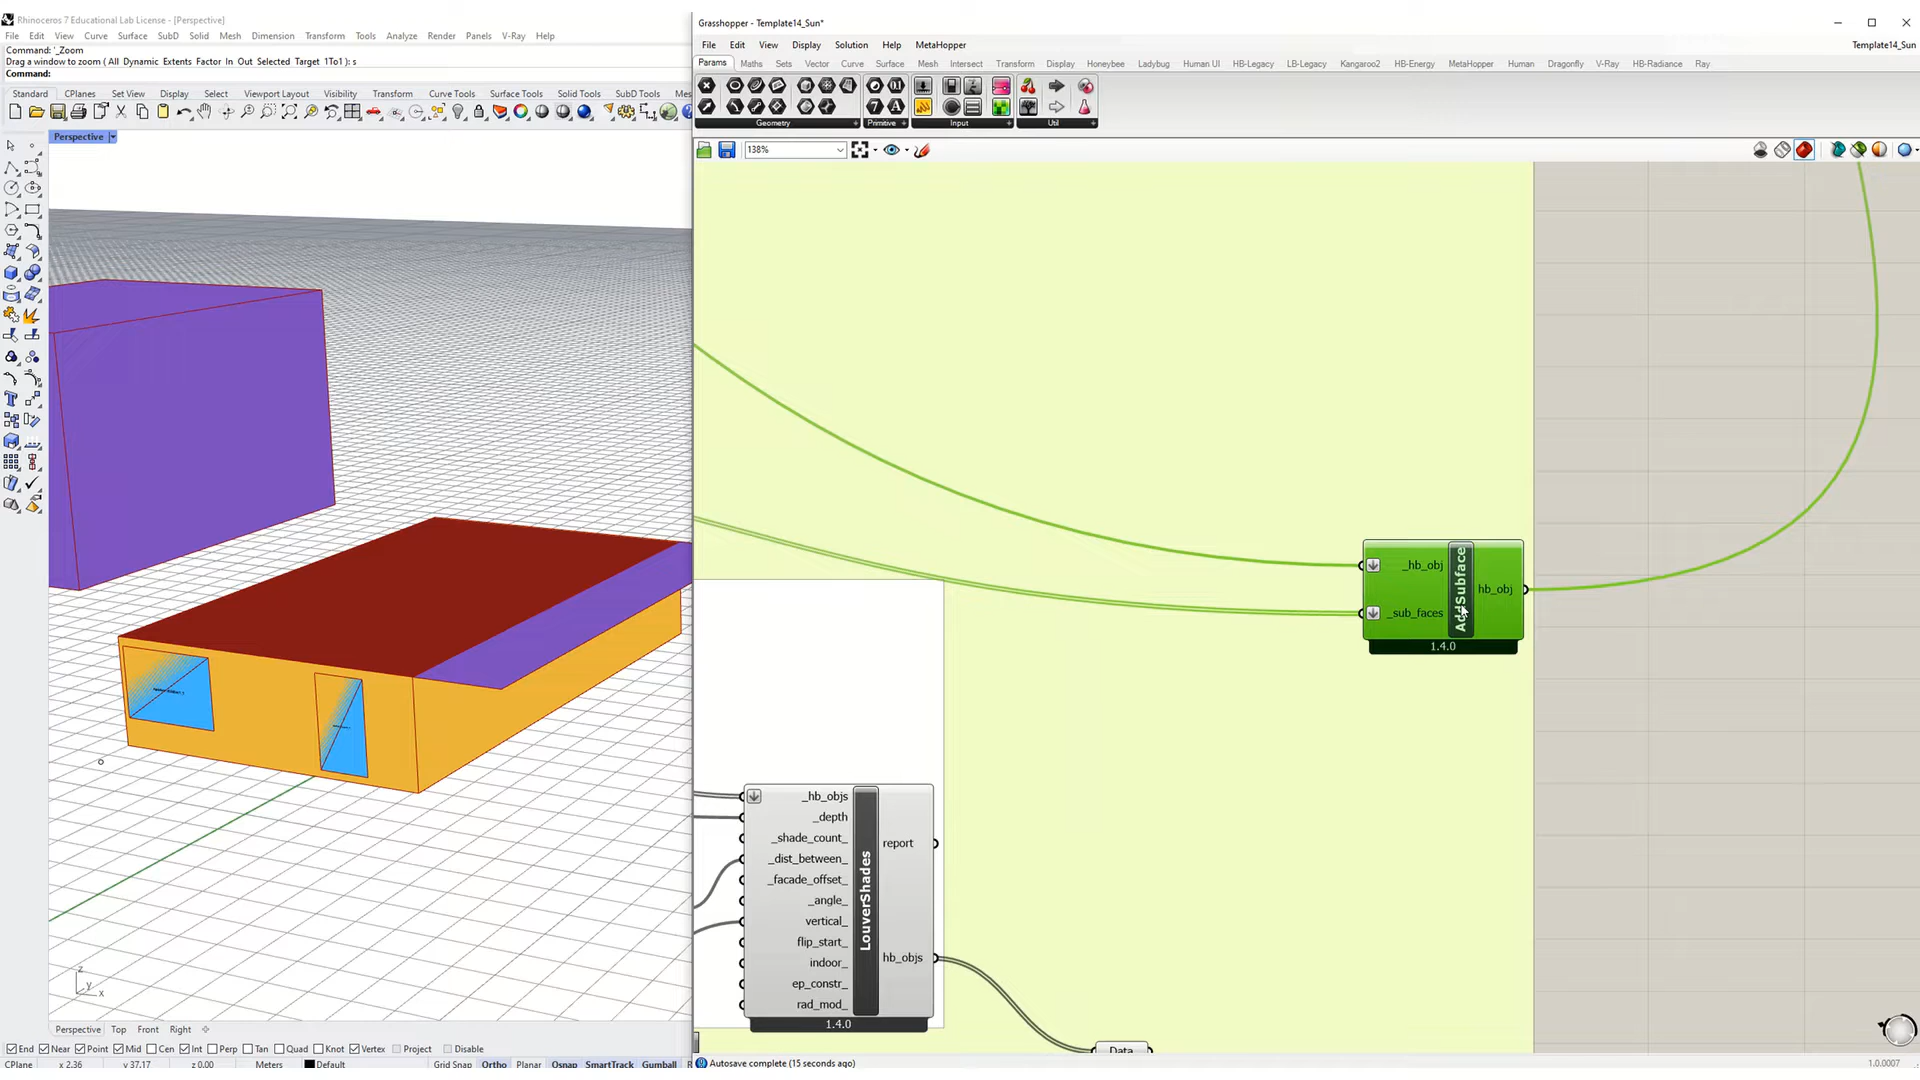 Rhinoceros 7 Educational Lab License - [Perspective]
File Edit View Curve Surface SubD Solid Mesh Dimension Transform Tools Analyze Render Panels V-Ray Help
Command: '_Zoom
Drag a window to zoom ( All Dynamic Extents Factor In Out Selected Target 1To1 ): s
Command:
Standard CPlanes Set View Display Select Viewport Layout Visibility Transform Curve Tools Surface Tools Solid Tools SubD Tools Mes
Perspective
z
y
x
Perspective Top Front Right
End Near Point Mid Cen Int Perp Tan Quad Knot Vertex Project Disable
CPlane x 2.36 y 37.17 z 0.00 Meters Default Grid Snap Ortho Planar Osnap SmartTrack Gumball R
Grasshopper - Template14_Sun*
File Edit View Display Solution Help MetaHopper Template14_Sun
Params Maths Sets Vector Curve Surface Mesh Intersect Transform Display Honeybee Ladybug Human UI HB-Legacy LB-Legacy Kangaroo2 HB-Energy MetaHopper Human Dragonfly V-Ray HB-Radiance Ray
Geometry Primitive Input Util
138%
_hb_obj
_sub_faces
AddSubface
hb_obj
1.4.0
_hb_objs
_depth
_shade_count_
_dist_between_
_facade_offset_
_angle_
vertical_
flip_start_
indoor_
ep_constr_
rad_mod_
LouverShades
report
hb_objs
1.4.0
Data
Autosave complete (15 seconds ago)
1.0.0007